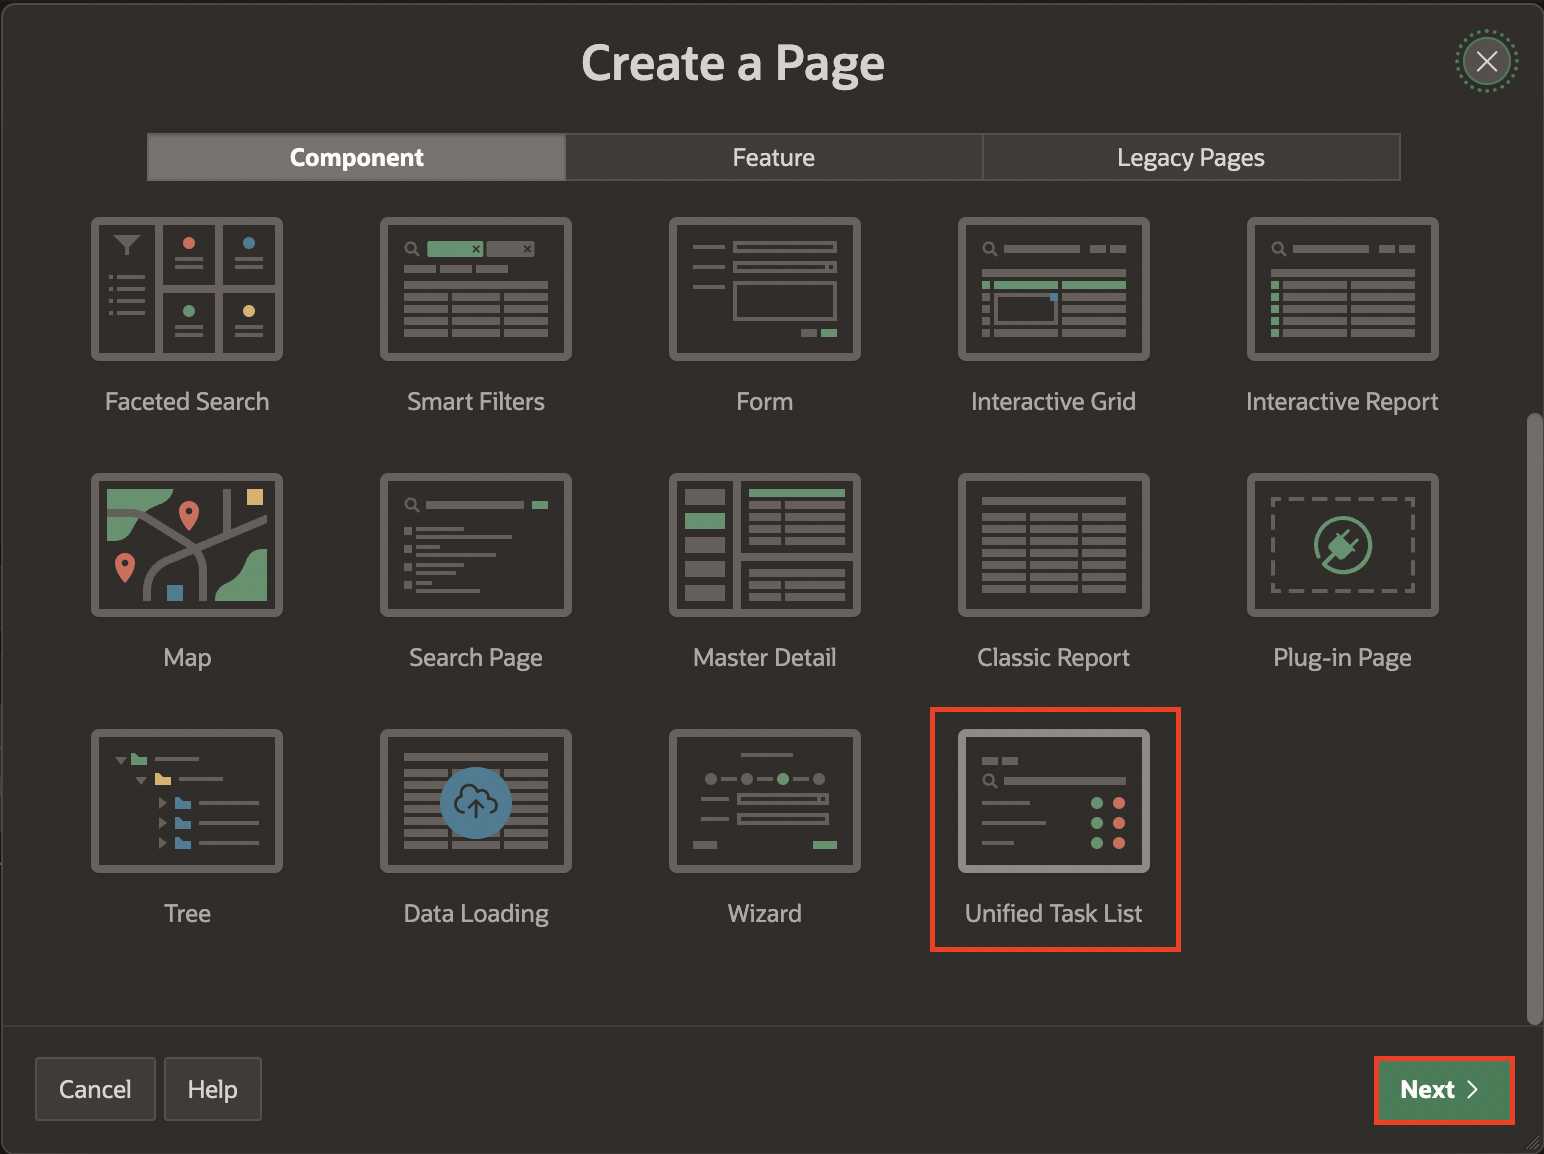 Create a Page
Component
Feature
Legacy Pages
Faceted Search
Smart Filters
Form
Interactive Grid
Interactive Report
Map
Search Page
Master Detail
Classic Report
Plug-in Page
Tree
Data Loading
Wizard
Unified Task List
Cancel
Help
Next